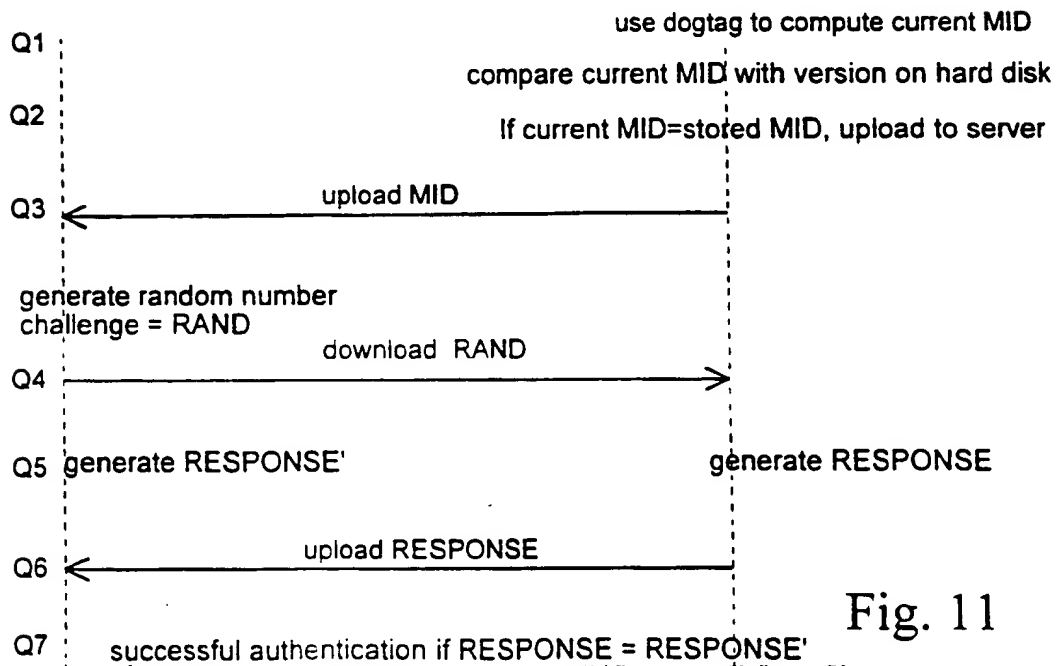 use dogtag to compute current MID
Q1
compare current MID with version on hard disk
Q2
If current MID=stored MID, upload to server
upload MID
Q3
generate random number
challenge = RAND
download RAND
Q4
Q5 generate RESPONSE' generate RESPONSE
upload RESPONSE
Q6
Fig. 11
Q7 successful authentication if RESPONSE = RESPONSE'